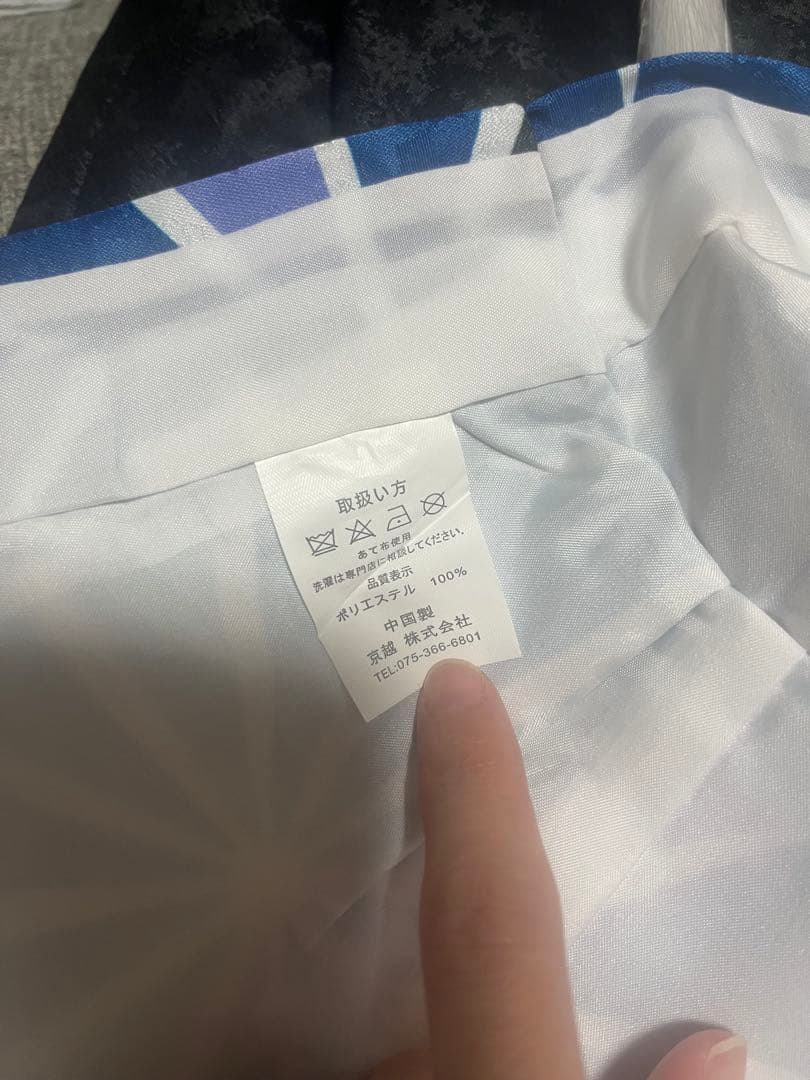 取扱い方
あて布使用
洗濯は専門店に相談してください.
品質表示
ポリエステル 100%
中国製
京越 株式会社
TEL:075-366-6801